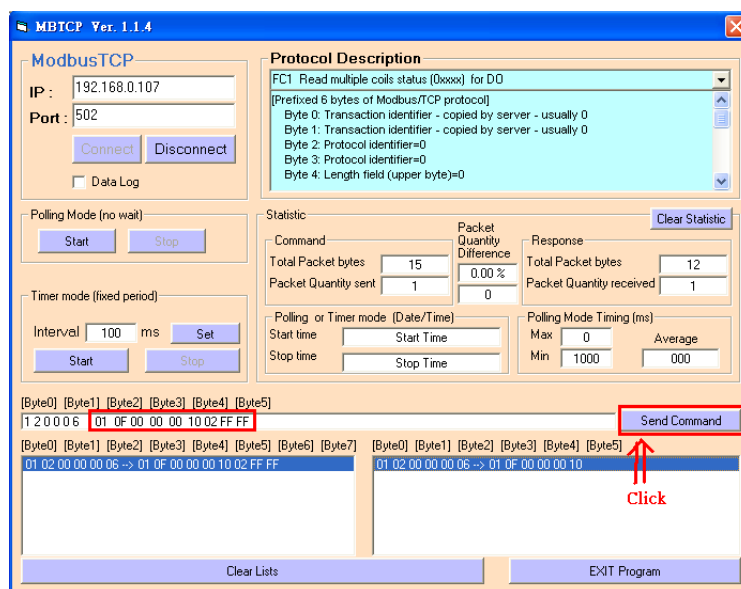 MBTCP Ver. 1.1.4
ModbusTCP
IP : 192.168.0.107
Port : 502
Connect Disconnect
Data Log
Protocol Description
FC1 Read multiple coils status (0xxxx) for DO
[Prefixed 6 bytes of Modbus/TCP protocol]
Byte 0: Transaction identifier - copied by server - usually 0
Byte 1: Transaction identifier - copied by server - usually 0
Byte 2: Protocol identifier=0
Byte 3: Protocol identifier=0
Byte 4: Length field (upper byte)=0
Polling Mode (no wait)
Start Stop
Timer mode (fixed period)
Interval 100 ms Set
Start Stop
Statistic
Clear Statistic
Command
Total Packet bytes 15
Packet Quantity sent 1
Packet
Quantity
Difference
0.00 %
0
Response
Total Packet bytes 12
Packet Quantity received 1
Polling or Timer mode (Date/Time)
Start time Start Time
Stop time Stop Time
Polling Mode Timing (ms)
Max 0 Average
Min 1000 000
[Byte0] [Byte1] [Byte2] [Byte3] [Byte4] [Byte5]
1 2 0 0 0 6 01 0F 00 00 00 10 02 FF FF
Send Command
[Byte0] [Byte1] [Byte2] [Byte3] [Byte4] [Byte5] [Byte6] [Byte7]
01 02 00 00 00 06 --> 01 0F 00 00 00 10 02 FF FF
[Byte0] [Byte1] [Byte2] [Byte3] [Byte4] [Byte5]
01 02 00 00 00 06 --> 01 0F 00 00 00 10
Click
Clear Lists
EXIT Program